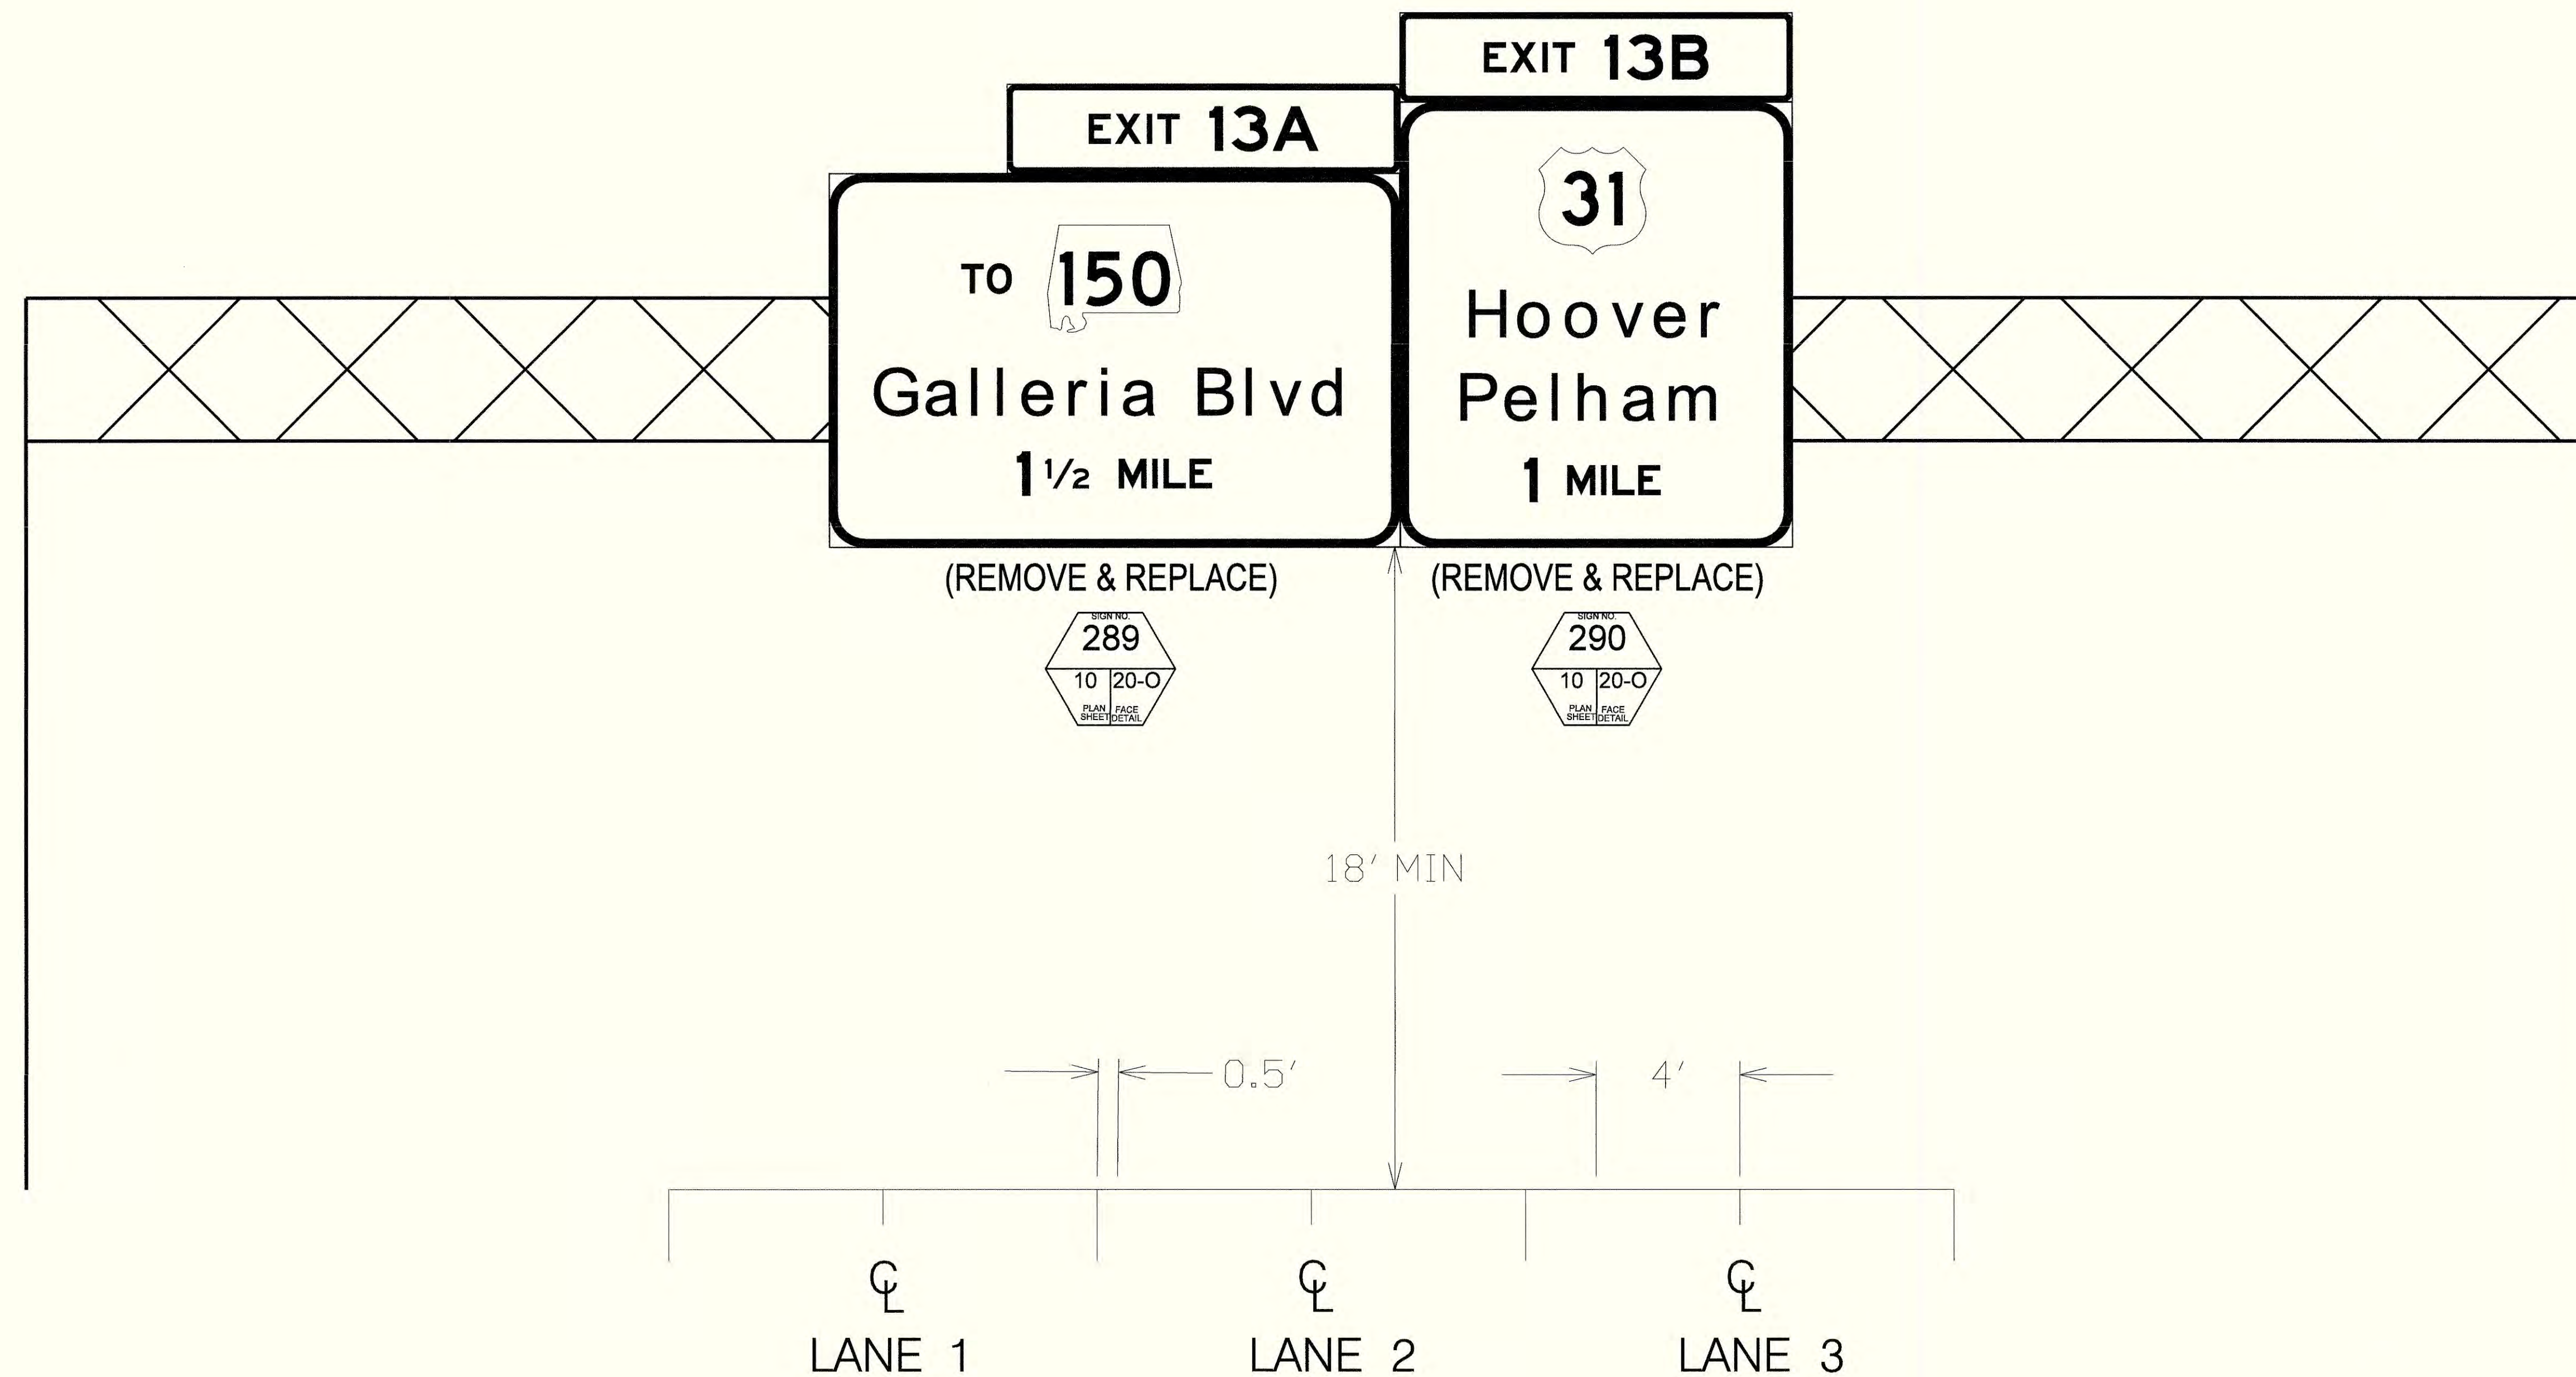 EXIT 13A
TO 150
Galleria Blvd
1 1/2 MILE
(REMOVE & REPLACE)
SIGN NO.
289
10 20-O
PLAN SHEET FACE DETAIL
EXIT 13B
31
Hoover
Pelham
1 MILE
(REMOVE & REPLACE)
SIGN NO.
290
10 20-O
PLAN SHEET FACE DETAIL
18' MIN
0.5'
4'
CL
LANE 1
CL
LANE 2
CL
LANE 3